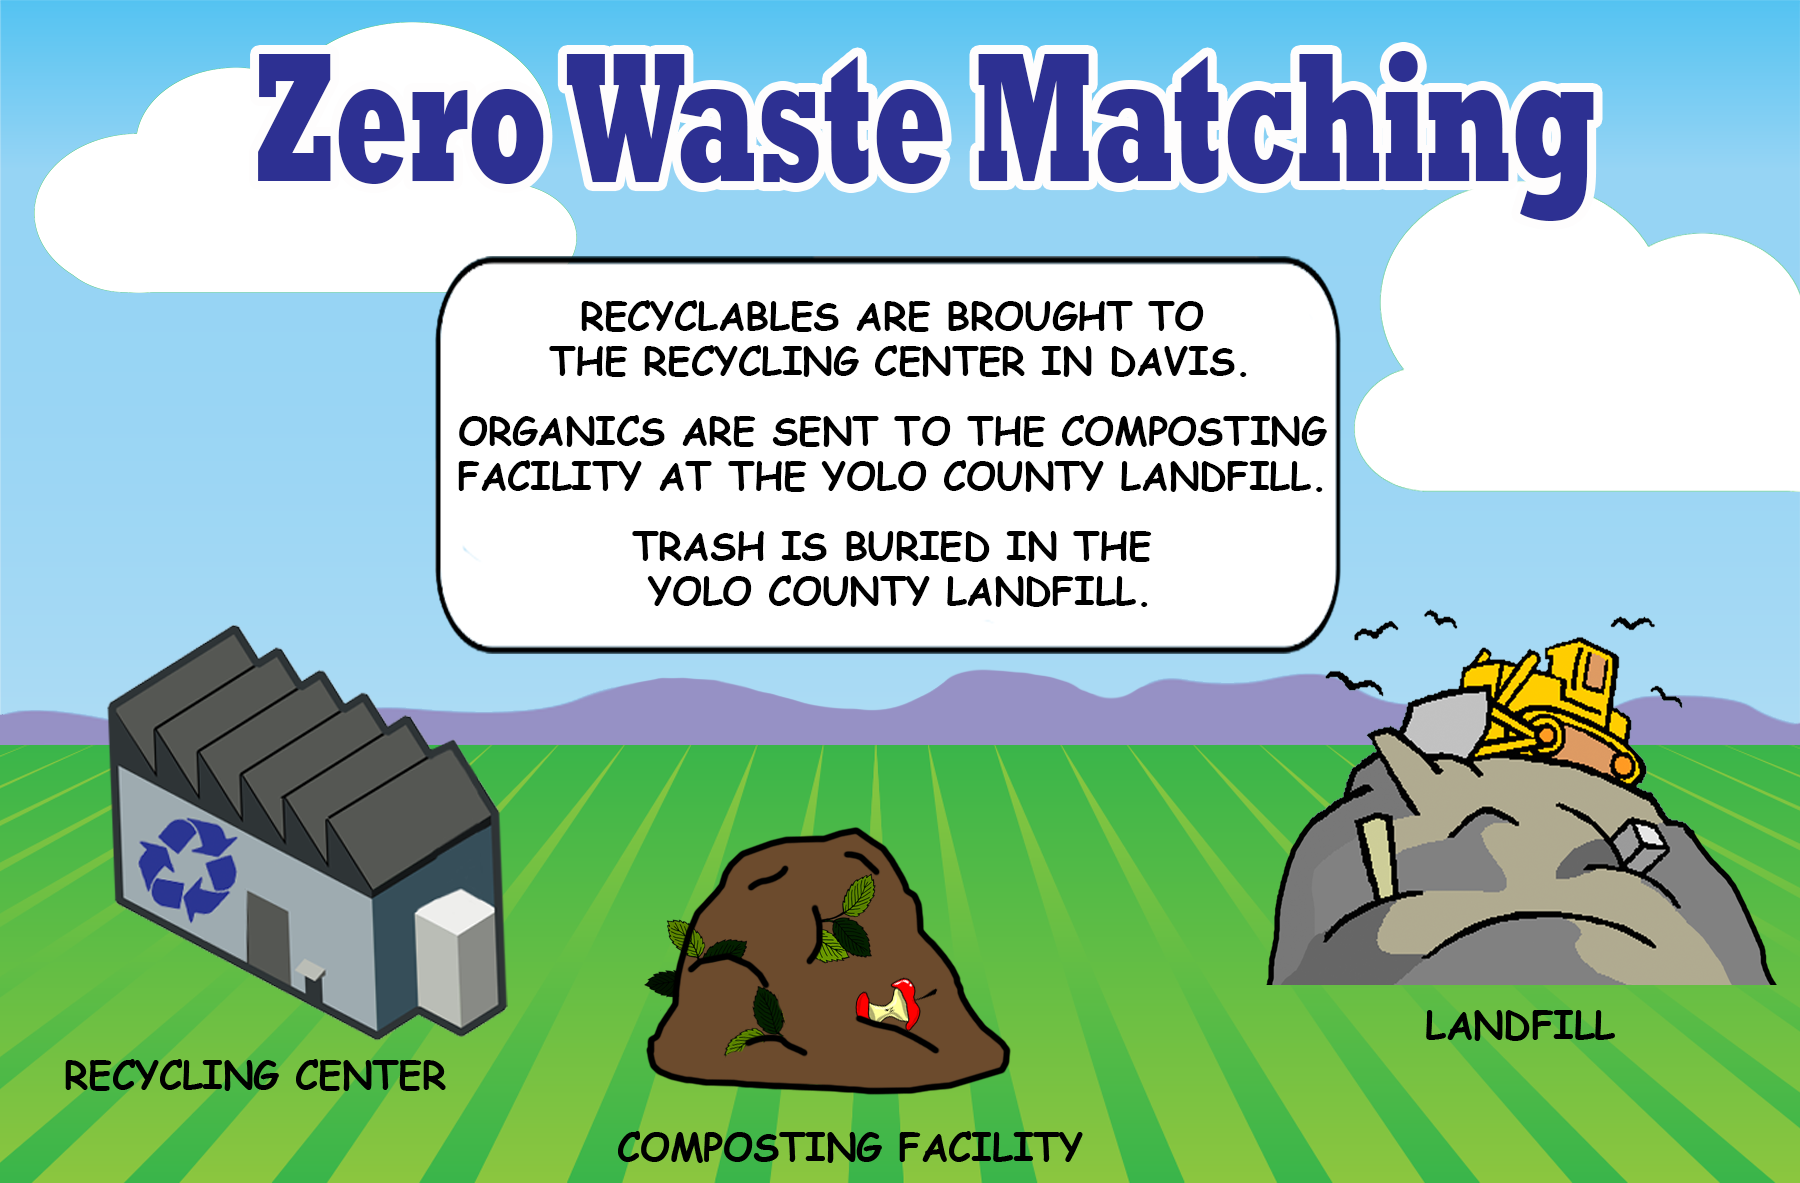 Zero Waste Matching
RECYCLABLES ARE BROUGHT TO
THE RECYCLING CENTER IN DAVIS.
ORGANICS ARE SENT TO THE COMPOSTING
FACILITY AT THE YOLO COUNTY LANDFILL.
TRASH IS BURIED IN THE
YOLO COUNTY LANDFILL.
RECYCLING CENTER
COMPOSTING FACILITY
LANDFILL